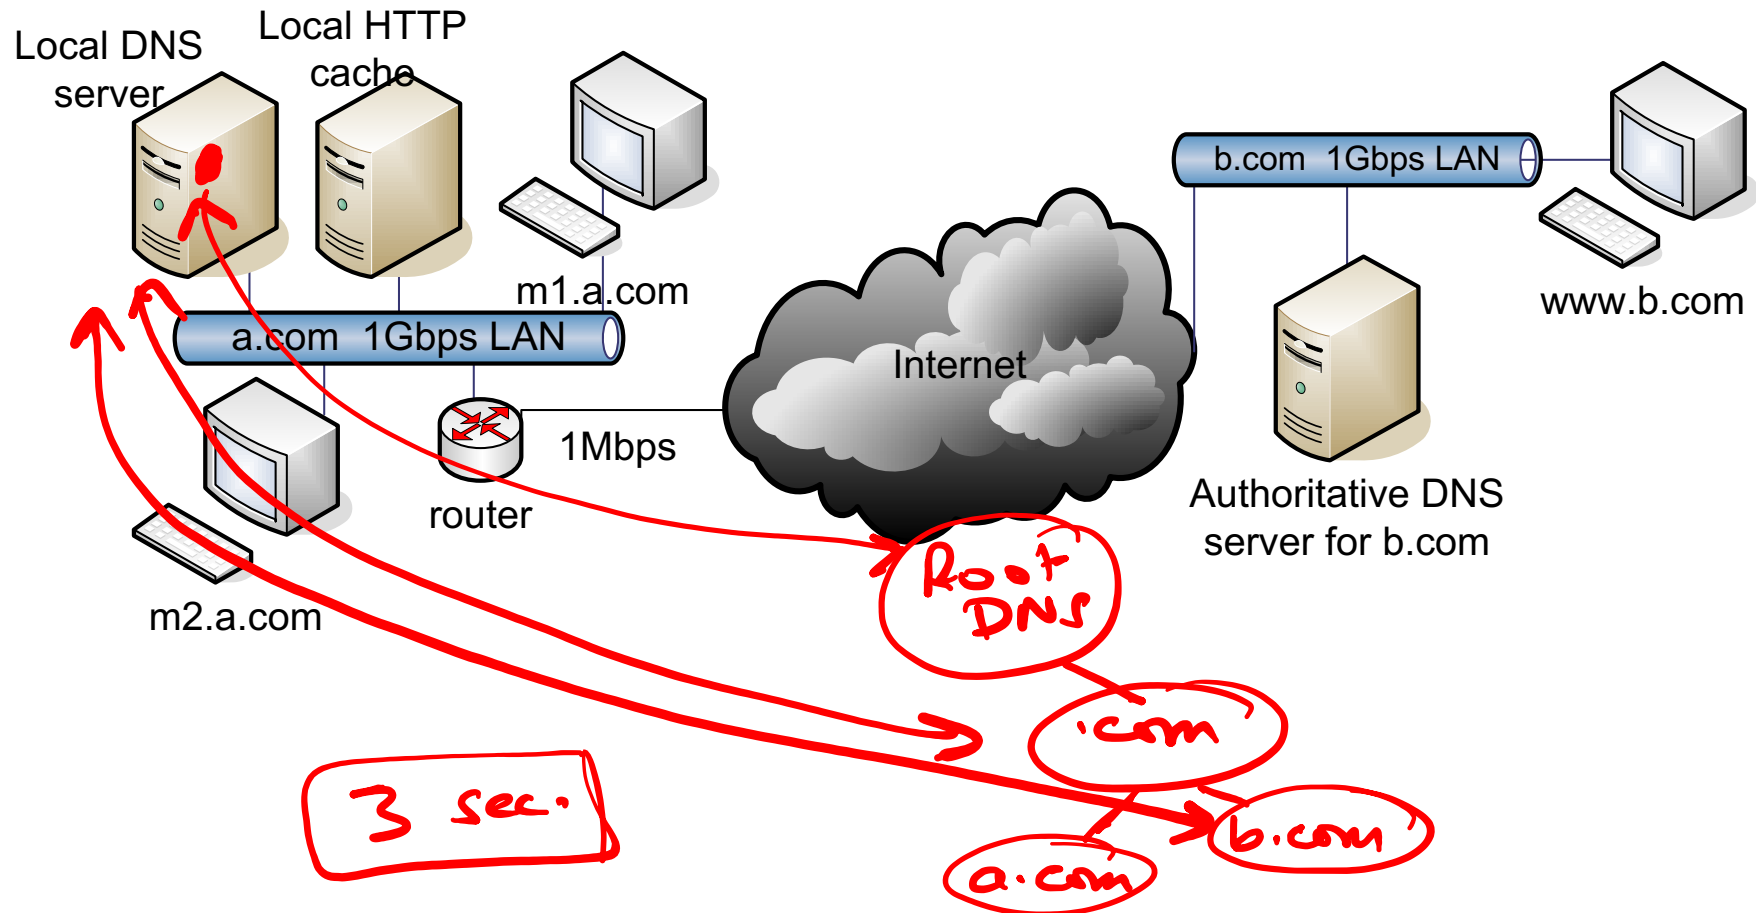 Local DNS
server
Local HTTP
cache
m1.a.com
a.com 1Gbps LAN
b.com 1Gbps LAN
www.b.com
Internet
1Mbps
router
Authoritative DNS
server for b.com
m2.a.com
Root
DNS
.com
3 sec.
b.com
a.com